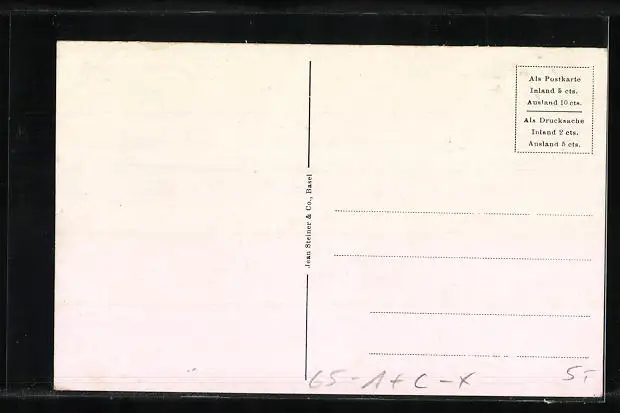 Als Postkarte
Inland 5 cts.
Ausland 10 cts.
Als Drucksache
Inland 2 cts.
Ausland 5 cts.
Jean Steiner & Co., Basel
65-A+C-X
5,-